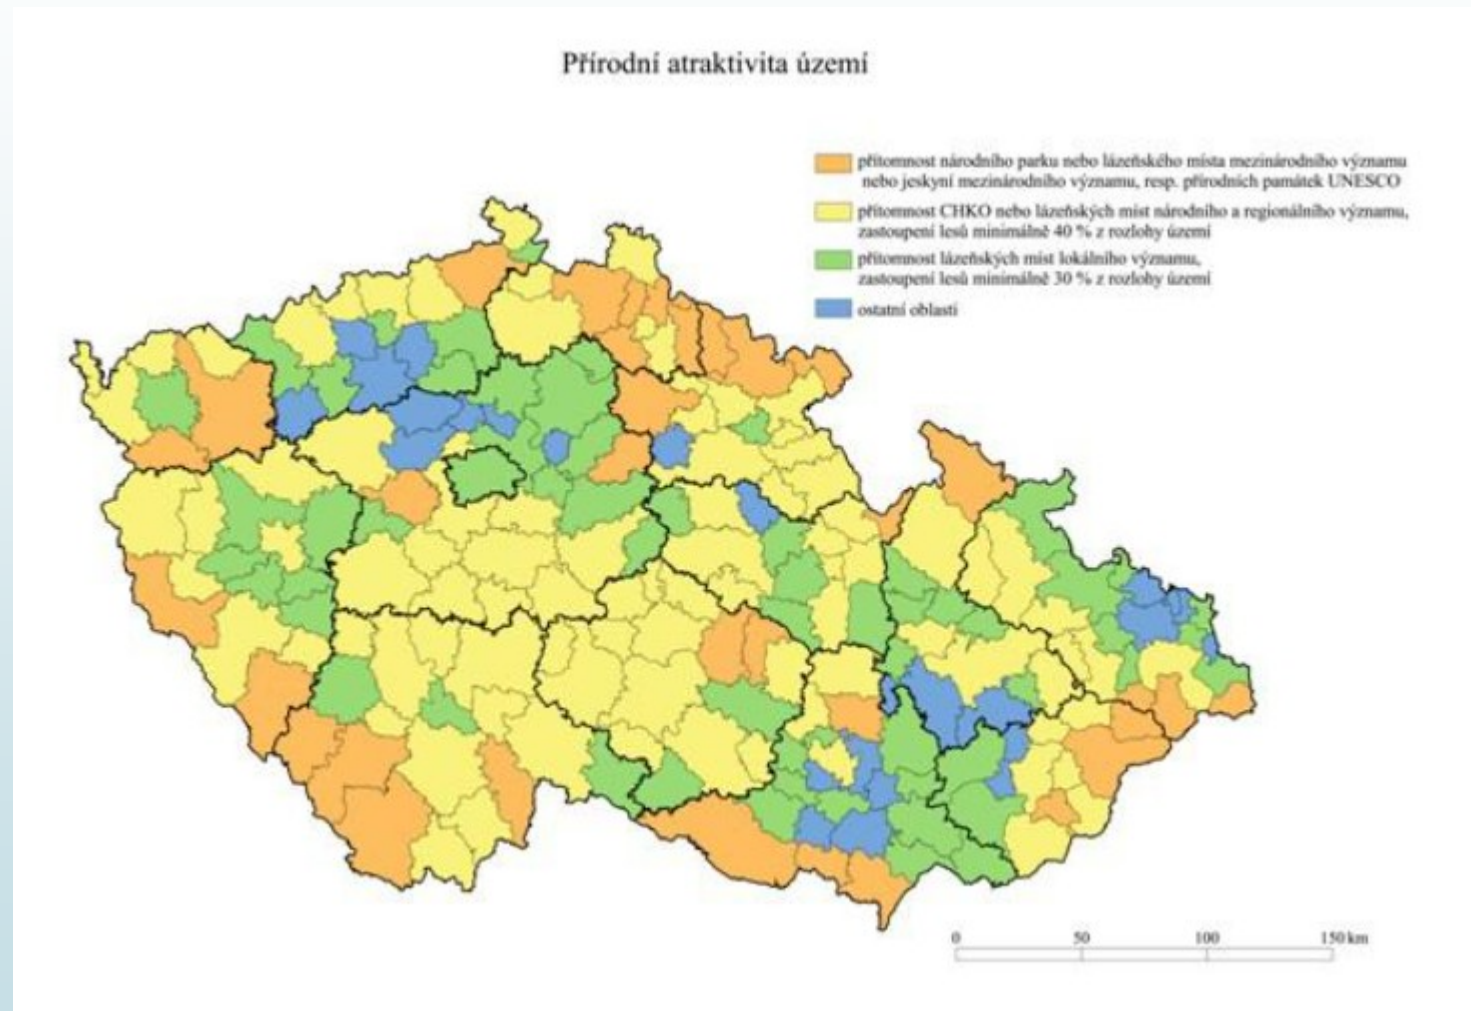 Přírodní atraktivita území
přítomnost národního parku nebo lázeňského místa mezinárodního významu
nebo jeskyní mezinárodního významu, resp. přírodních památek UNESCO
přítomnost CHKO nebo lázeňských míst národního a regionálního významu,
zastoupení lesů minimálně 40 % z rozlohy území
přítomnost lázeňských míst lokálního významu,
zastoupení lesů minimálně 30 % z rozlohy území
ostatní oblasti
0 50 100 150 km